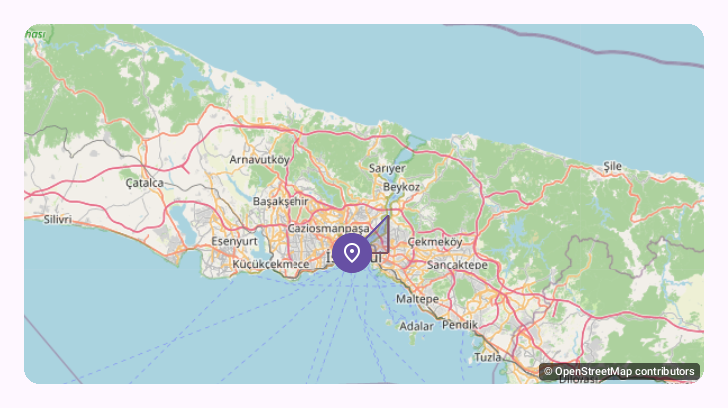 Sarıyer
Arnavutköy
Şile
Beykoz
Çatalca
Başakşehir
Silivri
Gaziosmanpaşa
Esenyurt
Çekmeköy
Küçükçekmece
Sancaktepe
Maltepe
Adalar
Pendik
Tuzla
© OpenStreetMap contributors